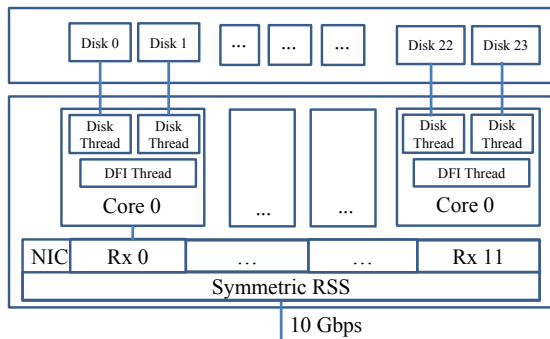 Disk 0 Disk 1 ... ... ... Disk 22 Disk 23
Disk Thread Disk Thread Disk Thread Disk Thread
DFI Thread DFI Thread
Core 0 ... ... Core 0
NIC Rx 0 ... ... Rx 11
Symmetric RSS
10 Gbps